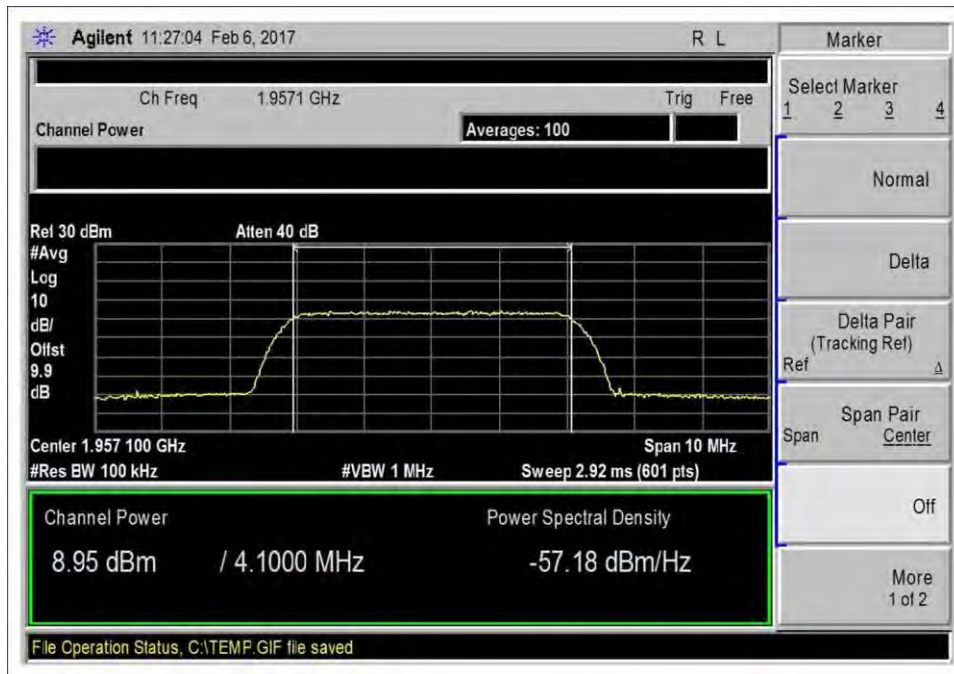 Agilent 11:27:04 Feb 6, 2017 R L
Marker
Select Marker
1 2 3 4
Ch Freq 1.9571 GHz Trig Free
Channel Power Averages: 100
Normal
Ref 30 dBm Atten 40 dB
#Avg
Log
10
dB/
Offst
9.9
dB
Delta
Delta Pair
(Tracking Ref)
Ref Δ
Span Pair
Span Center
Center 1.957 100 GHz Span 10 MHz
#Res BW 100 kHz #VBW 1 MHz Sweep 2.92 ms (601 pts)
Off
Channel Power Power Spectral Density
8.95 dBm / 4.1000 MHz -57.18 dBm/Hz
More
1 of 2
File Operation Status, C:\TEMP.GIF file saved